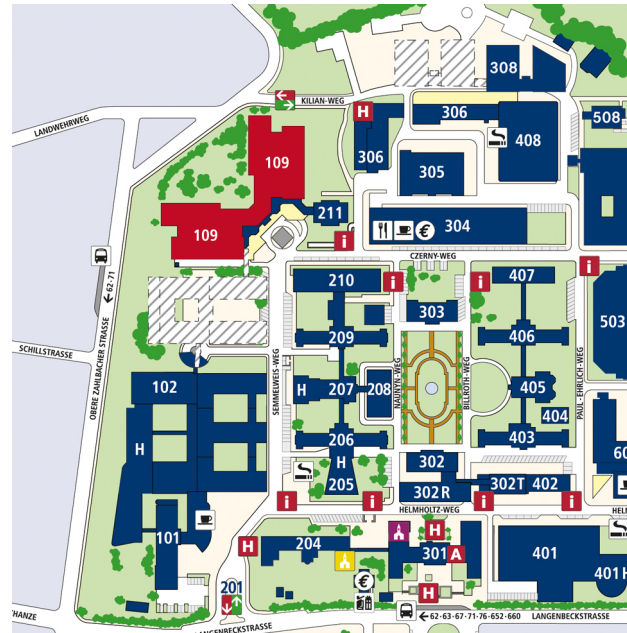 308
KILIAN-WEG
H
306
508
LANDWEHRWEG
408
109
306
305
211
304
109
i
€
CZERNY-WEG
i
210
i
i
407
←62·71
303
503
209
406
OBERE ZAHLBACHER STRASSE
SCHILLSTRASSE
SEMMELWEIS-WEG
NAUNYN-WEG
BILLROTH-WEG
PAUL-EHRLICH-WEG
102
H
207
208
405
404
206
403
H
H
302
205
302T
402
302 R
i
i
i
i
HELMHOLTZ-WEG
101
H
204
H
301
A
401
401 H
€
201
H
←62·63·67·71·76·652·660
LANGENBECKSTRASSE
LANGENBECKSTRASSE